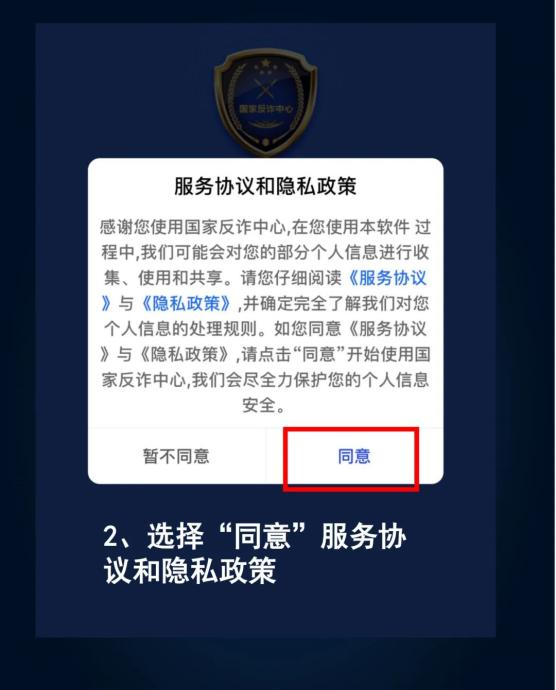 国家反诈中心
服务协议和隐私政策
感谢您使用国家反诈中心,在您使用本软件 过
程中,我们可能会对您的部分个人信息进行收
集、使用和共享。请您仔细阅读《服务协议
》与《隐私政策》,并确定完全了解我们对您
个人信息的处理规则。如您同意《服务协议
》与《隐私政策》,请点击“同意”开始使用国
家反诈中心,我们会尽全力保护您的个人信息
安全。
暂不同意 同意
2、选择“同意”服务协
议和隐私政策